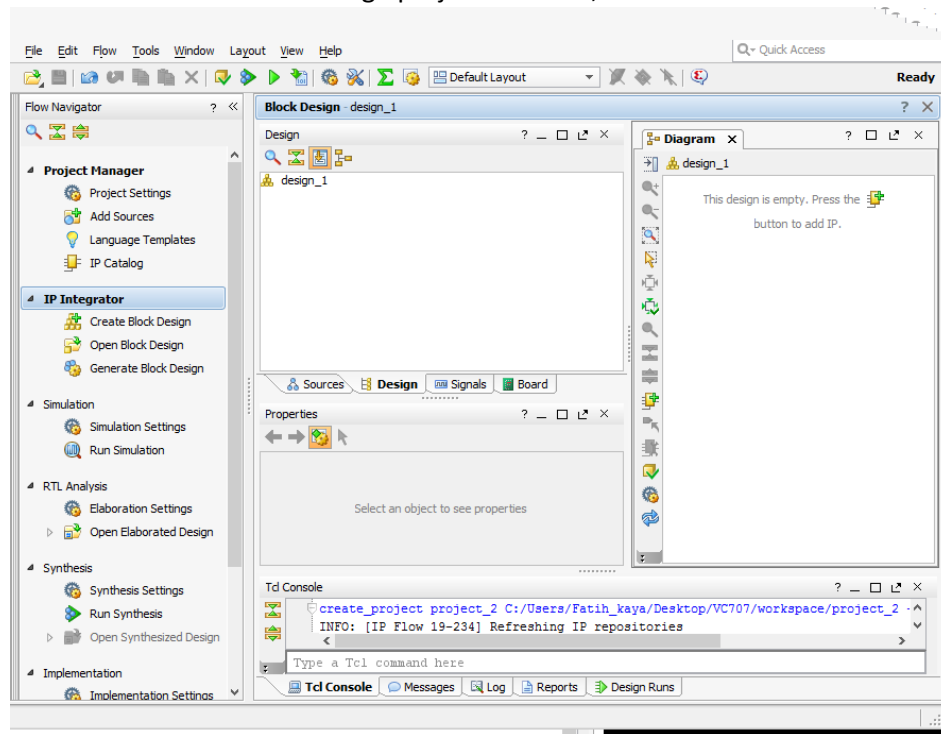 File Edit Flow Tools Window Layout View Help
Q- Quick Access
Default Layout
Ready
Flow Navigator ? «
Project Manager
Project Settings
Add Sources
Language Templates
IP Catalog
IP Integrator
Create Block Design
Open Block Design
Generate Block Design
Simulation
Simulation Settings
Run Simulation
RTL Analysis
Elaboration Settings
Open Elaborated Design
Synthesis
Synthesis Settings
Run Synthesis
Open Synthesized Design
Implementation
Implementation Settings
Block Design - design_1
Design
design_1
Sources Design Signals Board
Properties
Select an object to see properties
Diagram
design_1
This design is empty. Press the
button to add IP.
Tcl Console
create_project project_2 C:/Users/Fatih_kaya/Desktop/VC707/workspace/project_2 -
INFO: [IP Flow 19-234] Refreshing IP repositories
Type a Tcl command here
Tcl Console Messages Log Reports Design Runs